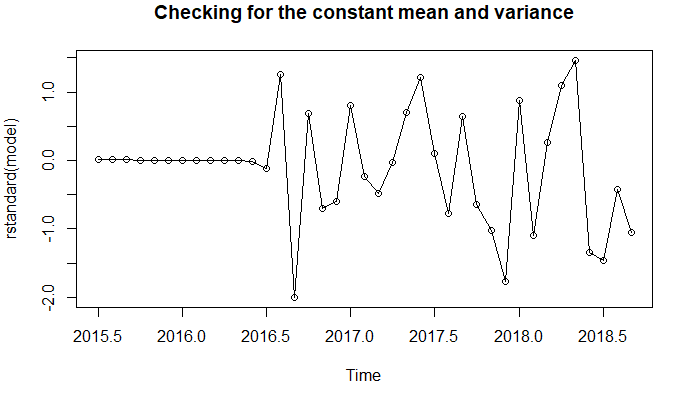 Checking for the constant mean and variance
rstandard(model)
1.0
0.0
-1.0
-2.0
2015.5 2016.0 2016.5 2017.0 2017.5 2018.0 2018.5
Time